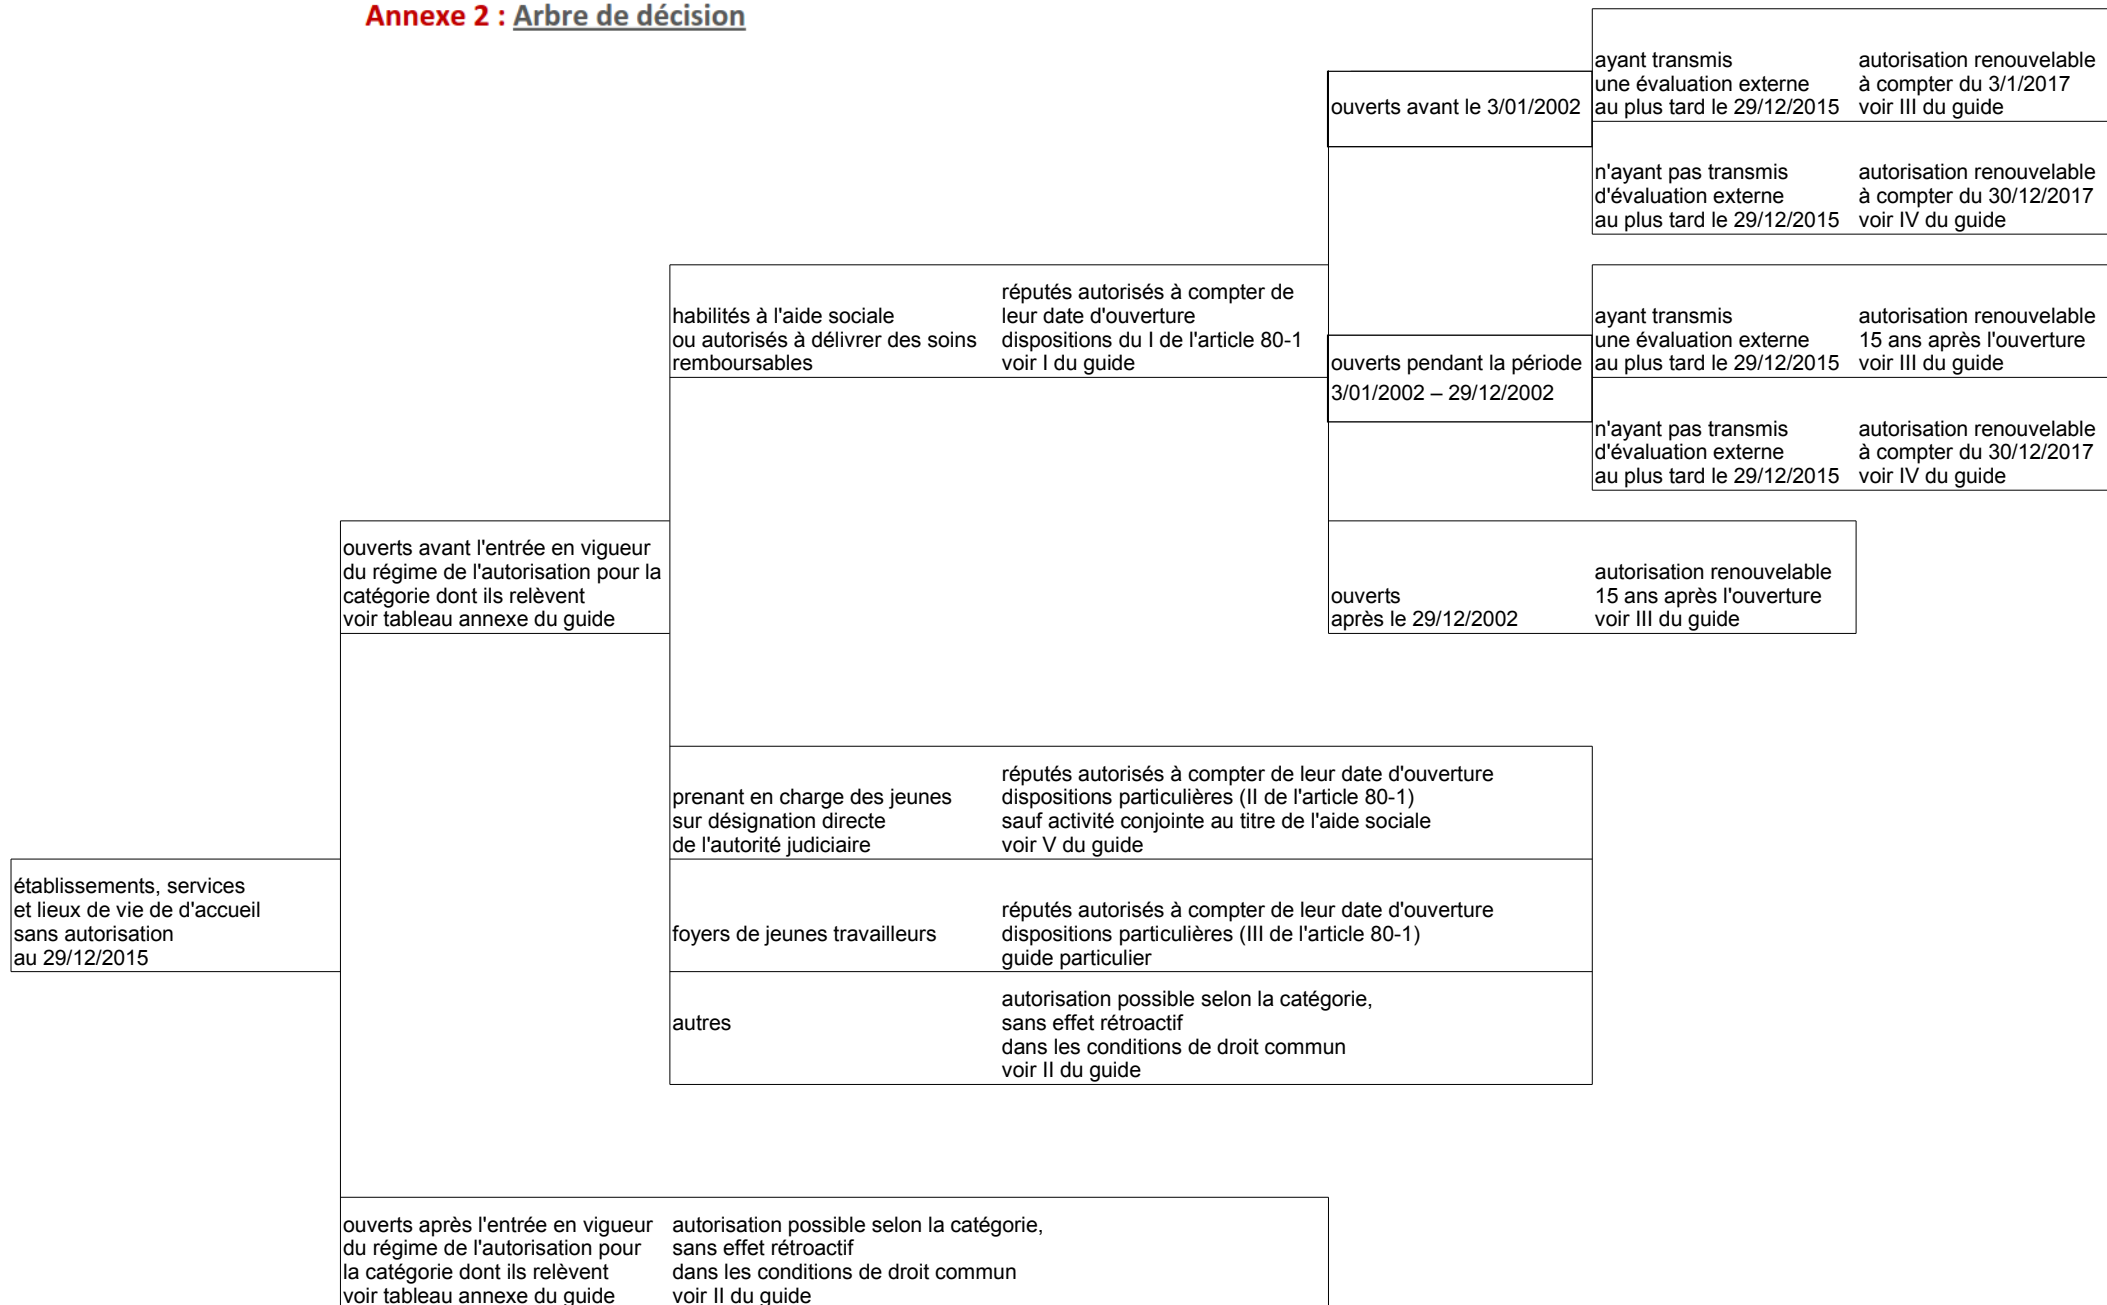 Annexe 2 : Arbre de décision
ayant transmis
une évaluation externe
au plus tard le 29/12/2015
autorisation renouvelable
à compter du 3/1/2017
voir III du guide
ouverts avant le 3/01/2002
n'ayant pas transmis
d'évaluation externe
au plus tard le 29/12/2015
autorisation renouvelable
à compter du 30/12/2017
voir IV du guide
habilités à l'aide sociale
ou autorisés à délivrer des soins
remboursables
réputés autorisés à compter de
leur date d'ouverture
dispositions du I de l'article 80-1
voir I du guide
ouverts pendant la période
3/01/2002 – 29/12/2002
ayant transmis
une évaluation externe
au plus tard le 29/12/2015
autorisation renouvelable
15 ans après l'ouverture
voir III du guide
n'ayant pas transmis
d'évaluation externe
au plus tard le 29/12/2015
autorisation renouvelable
à compter du 30/12/2017
voir IV du guide
ouverts avant l'entrée en vigueur
du régime de l'autorisation pour la
catégorie dont ils relèvent
voir tableau annexe du guide
ouverts
après le 29/12/2002
autorisation renouvelable
15 ans après l'ouverture
voir III du guide
prenant en charge des jeunes
sur désignation directe
de l'autorité judiciaire
réputés autorisés à compter de leur date d'ouverture
dispositions particulières (II de l'article 80-1)
sauf activité conjointe au titre de l'aide sociale
voir V du guide
établissements, services
et lieux de vie de d'accueil
sans autorisation
au 29/12/2015
foyers de jeunes travailleurs
réputés autorisés à compter de leur date d'ouverture
dispositions particulières (III de l'article 80-1)
guide particulier
autres
autorisation possible selon la catégorie,
sans effet rétroactif
dans les conditions de droit commun
voir II du guide
ouverts après l'entrée en vigueur
du régime de l'autorisation pour
la catégorie dont ils relèvent
voir tableau annexe du guide
autorisation possible selon la catégorie,
sans effet rétroactif
dans les conditions de droit commun
voir II du guide